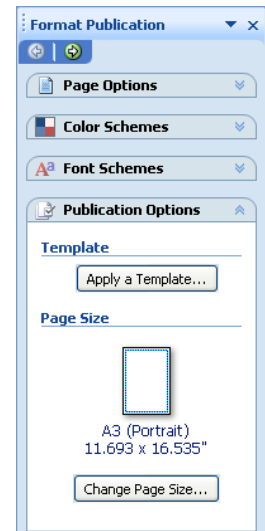 Format Publication
Page Options
Color Schemes
Aa Font Schemes
Publication Options
Template
Apply a Template...
Page Size
A3 (Portrait)
11.693 x 16.535"
Change Page Size...